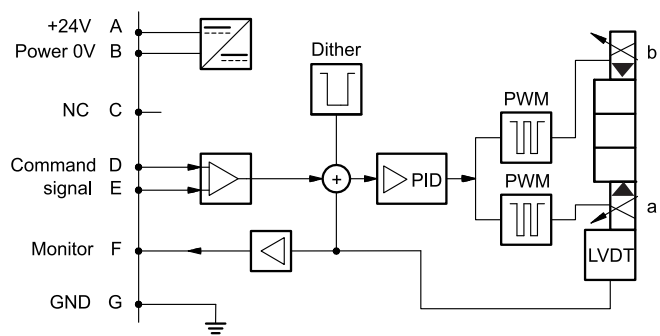 +24V A
Power 0V B
Dither
b
PWM
NC C
Command D
signal E
+
PID
PWM
a
Monitor F
LVDT
GND G